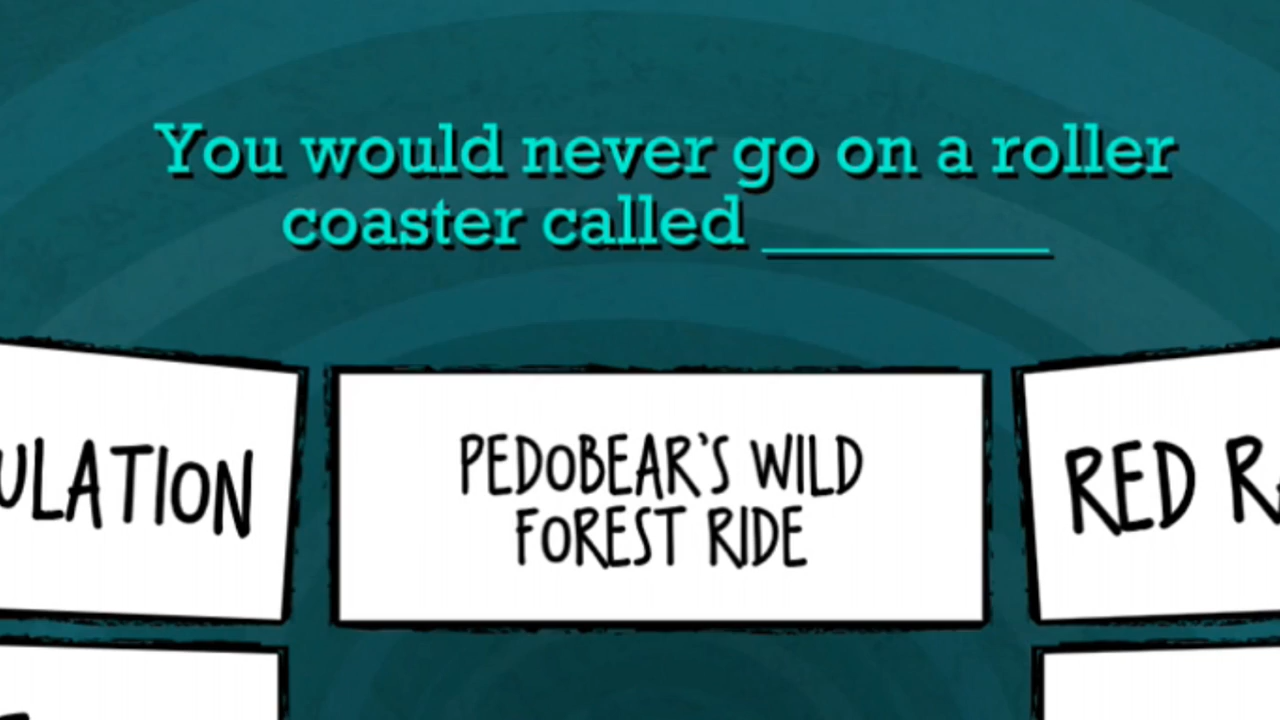 You would never go on a roller
coaster called ________
ULATION
PEDOBEAR'S WILD
FOREST RIDE
RED R